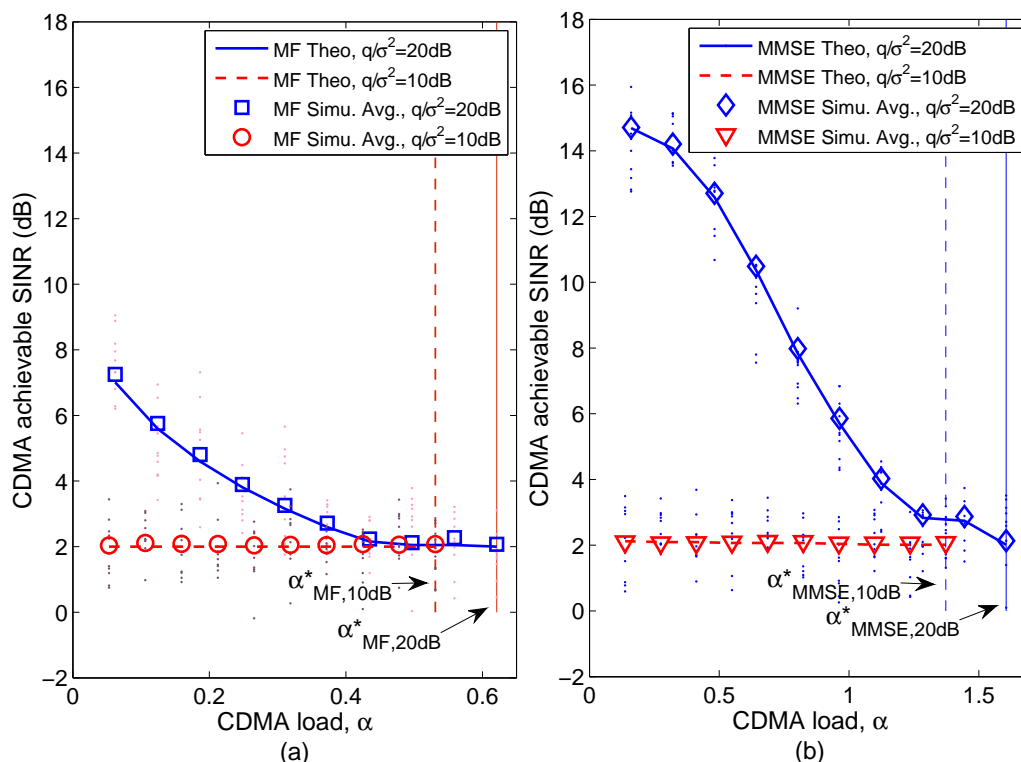 18
16
14
12
10
8
6
4
2
0
−2
CDMA achievable SINR (dB)
MF Theo, q/σ²=20dB
MF Theo, q/σ²=10dB
MF Simu. Avg., q/σ²=20dB
MF Simu. Avg., q/σ²=10dB
α*MF,10dB
α*MF,20dB
0
0.2
0.4
0.6
CDMA load, α
(a)
18
16
14
12
10
8
6
4
2
0
−2
CDMA achievable SINR (dB)
MMSE Theo, q/σ²=20dB
MMSE Theo, q/σ²=10dB
MMSE Simu. Avg., q/σ²=20dB
MMSE Simu. Avg., q/σ²=10dB
α*MMSE,10dB
α*MMSE,20dB
0
0.5
1
1.5
CDMA load, α
(b)